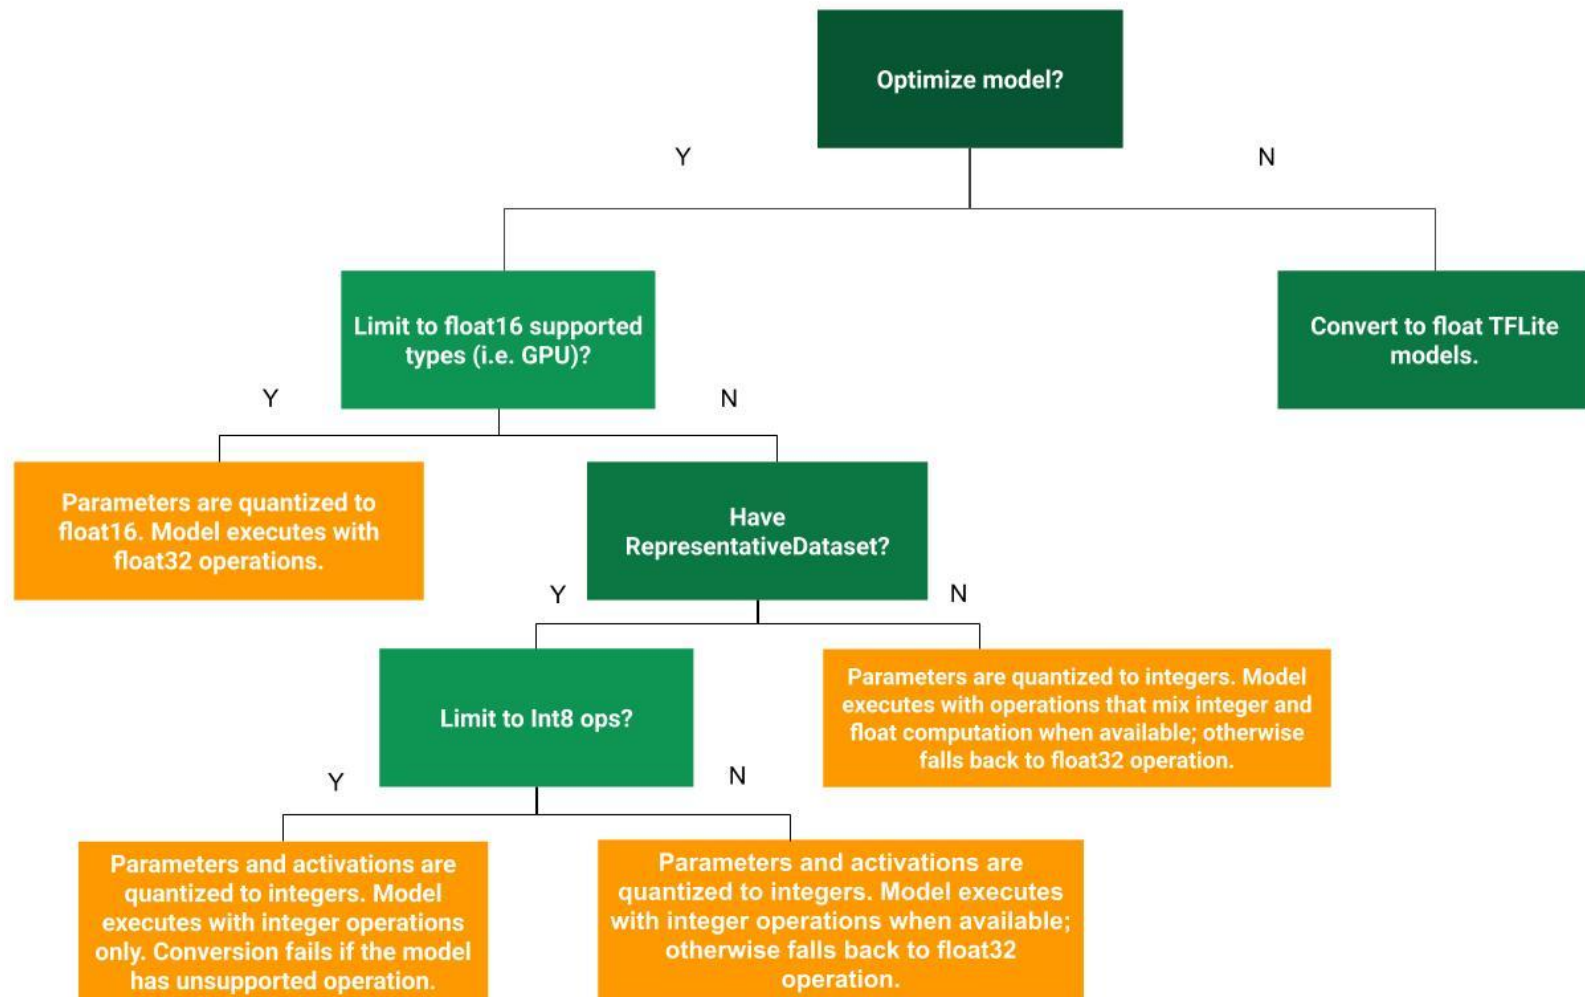 Optimize model?
Y
N
Limit to float16 supported
types (i.e. GPU)?
Convert to float TFLite
models.
Y
N
Parameters are quantized to
float16. Model executes with
float32 operations.
Have
RepresentativeDataset?
Y
N
Limit to Int8 ops?
Parameters are quantized to integers. Model
executes with operations that mix integer and
float computation when available; otherwise
falls back to float32 operation.
Y
N
Parameters and activations are
quantized to integers. Model
executes with integer operations
only. Conversion fails if the model
has unsupported operation.
Parameters and activations are
quantized to integers. Model executes
with integer operations when available;
otherwise falls back to float32
operation.